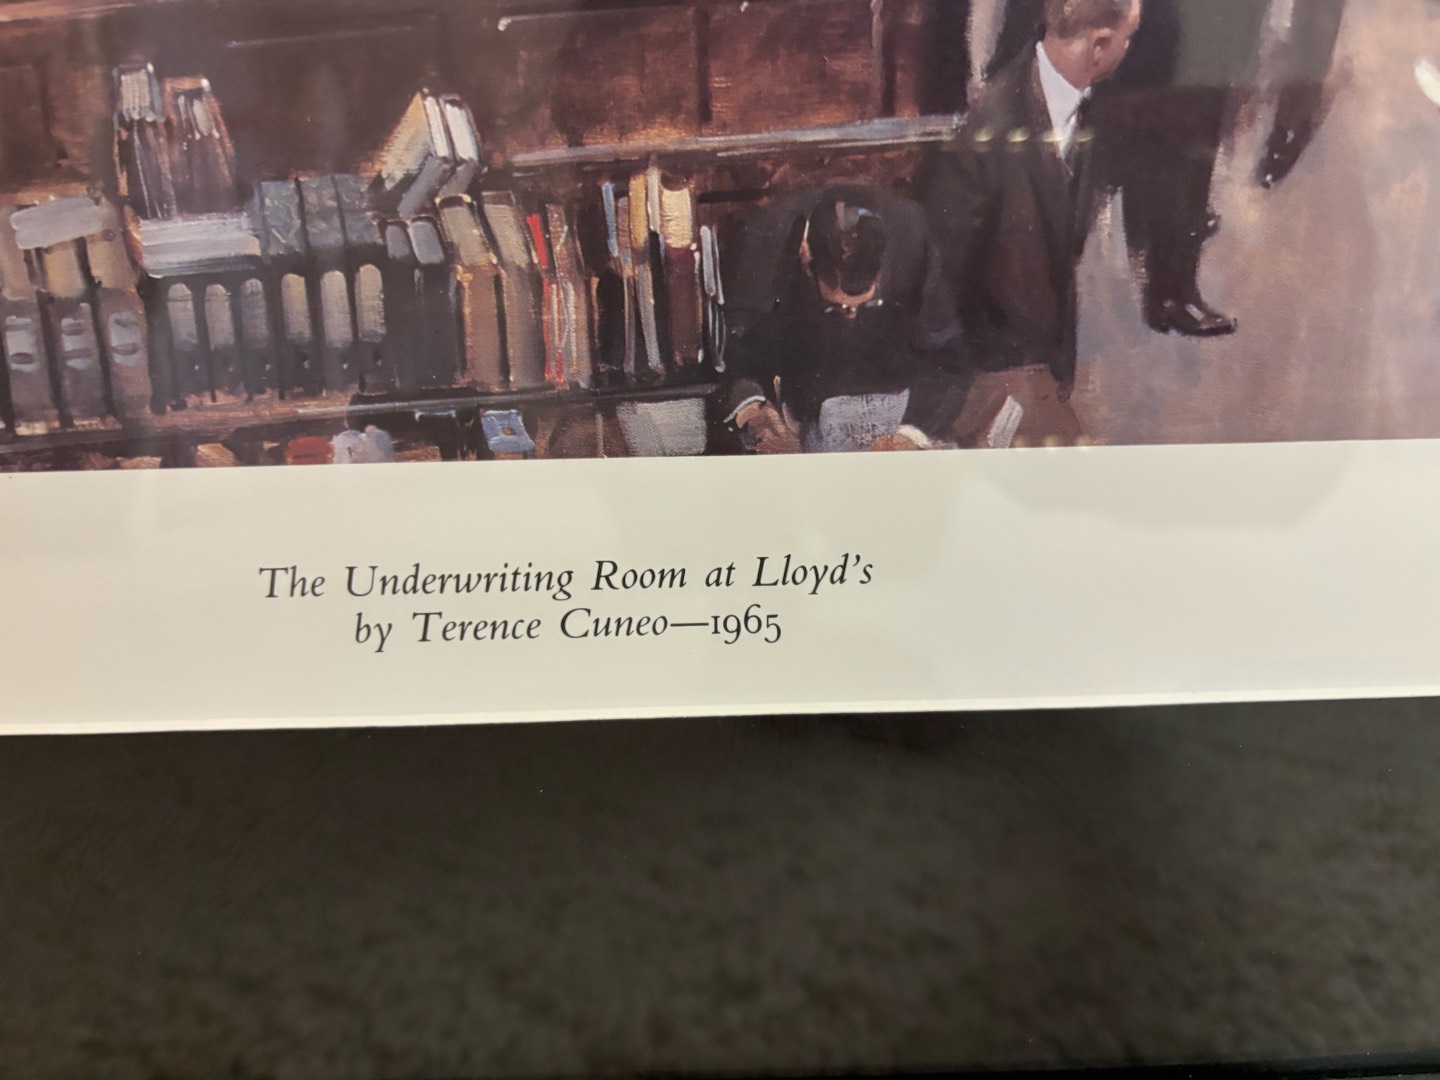 The Underwriting Room at Lloyd's
by Terence Cuneo—1965